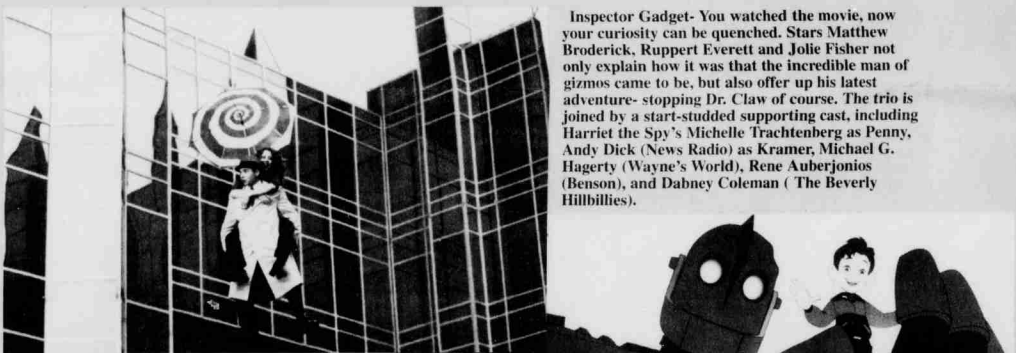 Inspector Gadget- You watched the movie, now
your curiosity can be quenched. Stars Matthew
Broderick, Ruppert Everett and Jolie Fisher not
only explain how it was that the incredible man of
gizmos came to be, but also offer up his latest
adventure- stopping Dr. Claw of course. The trio is
joined by a start-studded supporting cast, including
Harriet the Spy's Michelle Trachtenberg as Penny,
Andy Dick (News Radio) as Kramer, Michael G.
Hagerty (Wayne's World), Rene Auberjonios
(Benson), and Dabney Coleman ( The Beverly
Hillbillies).